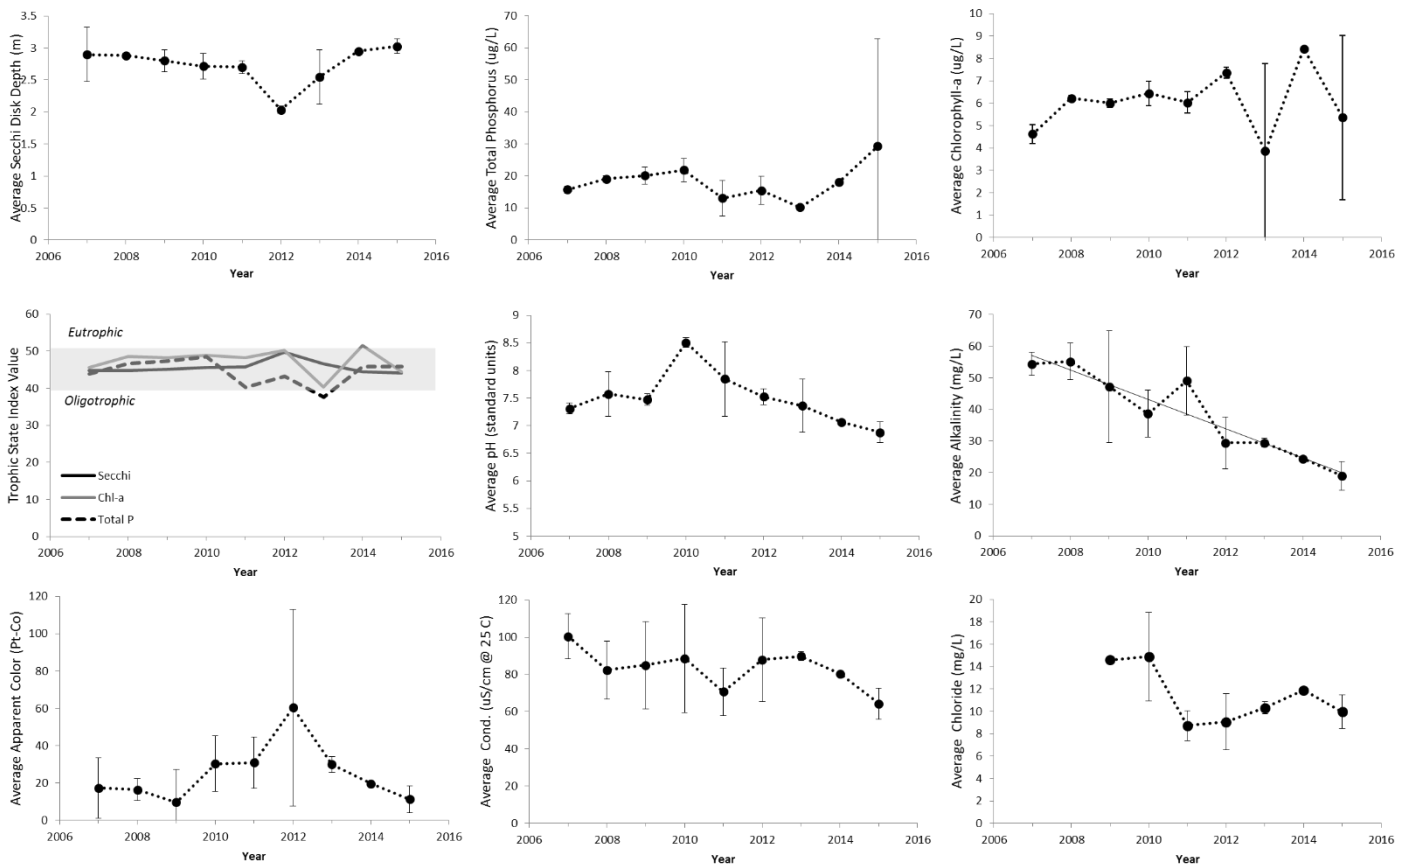 Average Secchi Disk Depth (m)
3.5
3
2.5
2
1.5
1
0.5
0
2006 2008 2010 2012 2014 2016
Year
Average Total Phosphorus (ug/L)
70
60
50
40
30
20
10
0
2006 2008 2010 2012 2014 2016
Year
Average Chlorophyll-a (ug/L)
10
9
8
7
6
5
4
3
2
1
0
2006 2008 2010 2012 2014 2016
Year
Trophic State Index Value
60
50
40
30
20
10
0
Eutrophic
Oligotrophic
Secchi
Chl-a
Total P
2006 2008 2010 2012 2014 2016
Year
Average pH (standard units)
9
8.5
8
7.5
7
6.5
6
5.5
5
2006 2008 2010 2012 2014 2016
Year
Average Alkalinity (mg/L)
70
60
50
40
30
20
10
0
2006 2008 2010 2012 2014 2016
Year
Average Apparent Color (Pt-Co)
120
100
80
60
40
20
0
2006 2008 2010 2012 2014 2016
Year
Average Cond. (uS/cm @ 25 C)
120
100
80
60
40
20
0
2006 2008 2010 2012 2014 2016
Year
Average Chloride (mg/L)
20
18
16
14
12
10
8
6
4
2
0
2006 2008 2010 2012 2014 2016
Year